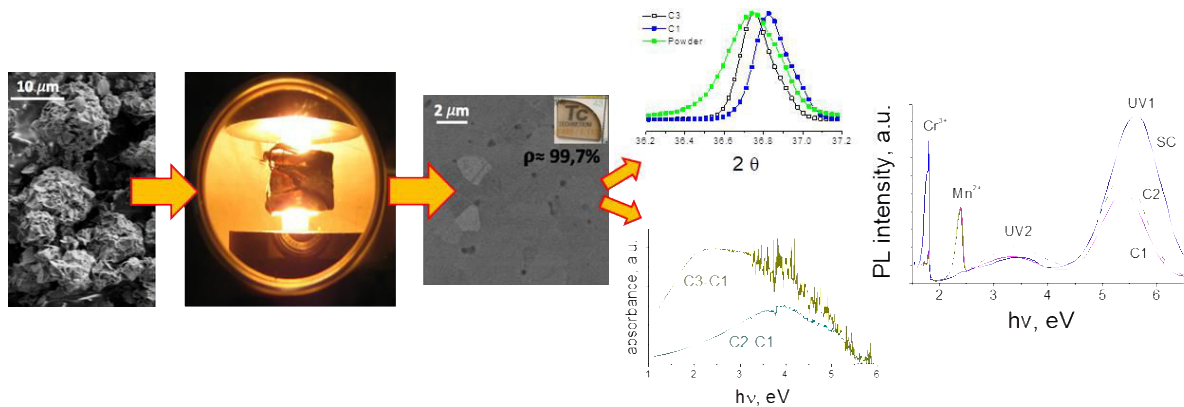 10 µm
2 µm
Tc
ρ≈ 99,7%
C3
C1
Powder
36.2 36.4 36.6 36.8 37.0 37.2
2 θ
absorbance, a.u.
C3 C1
C2 C1
1 2 3 4 5 6
hν, eV
PL intensity, a.u.
Cr³⁺
Mn²⁺
UV2
UV1
SC
C2
C1
2 3 4 5 6
hν, eV